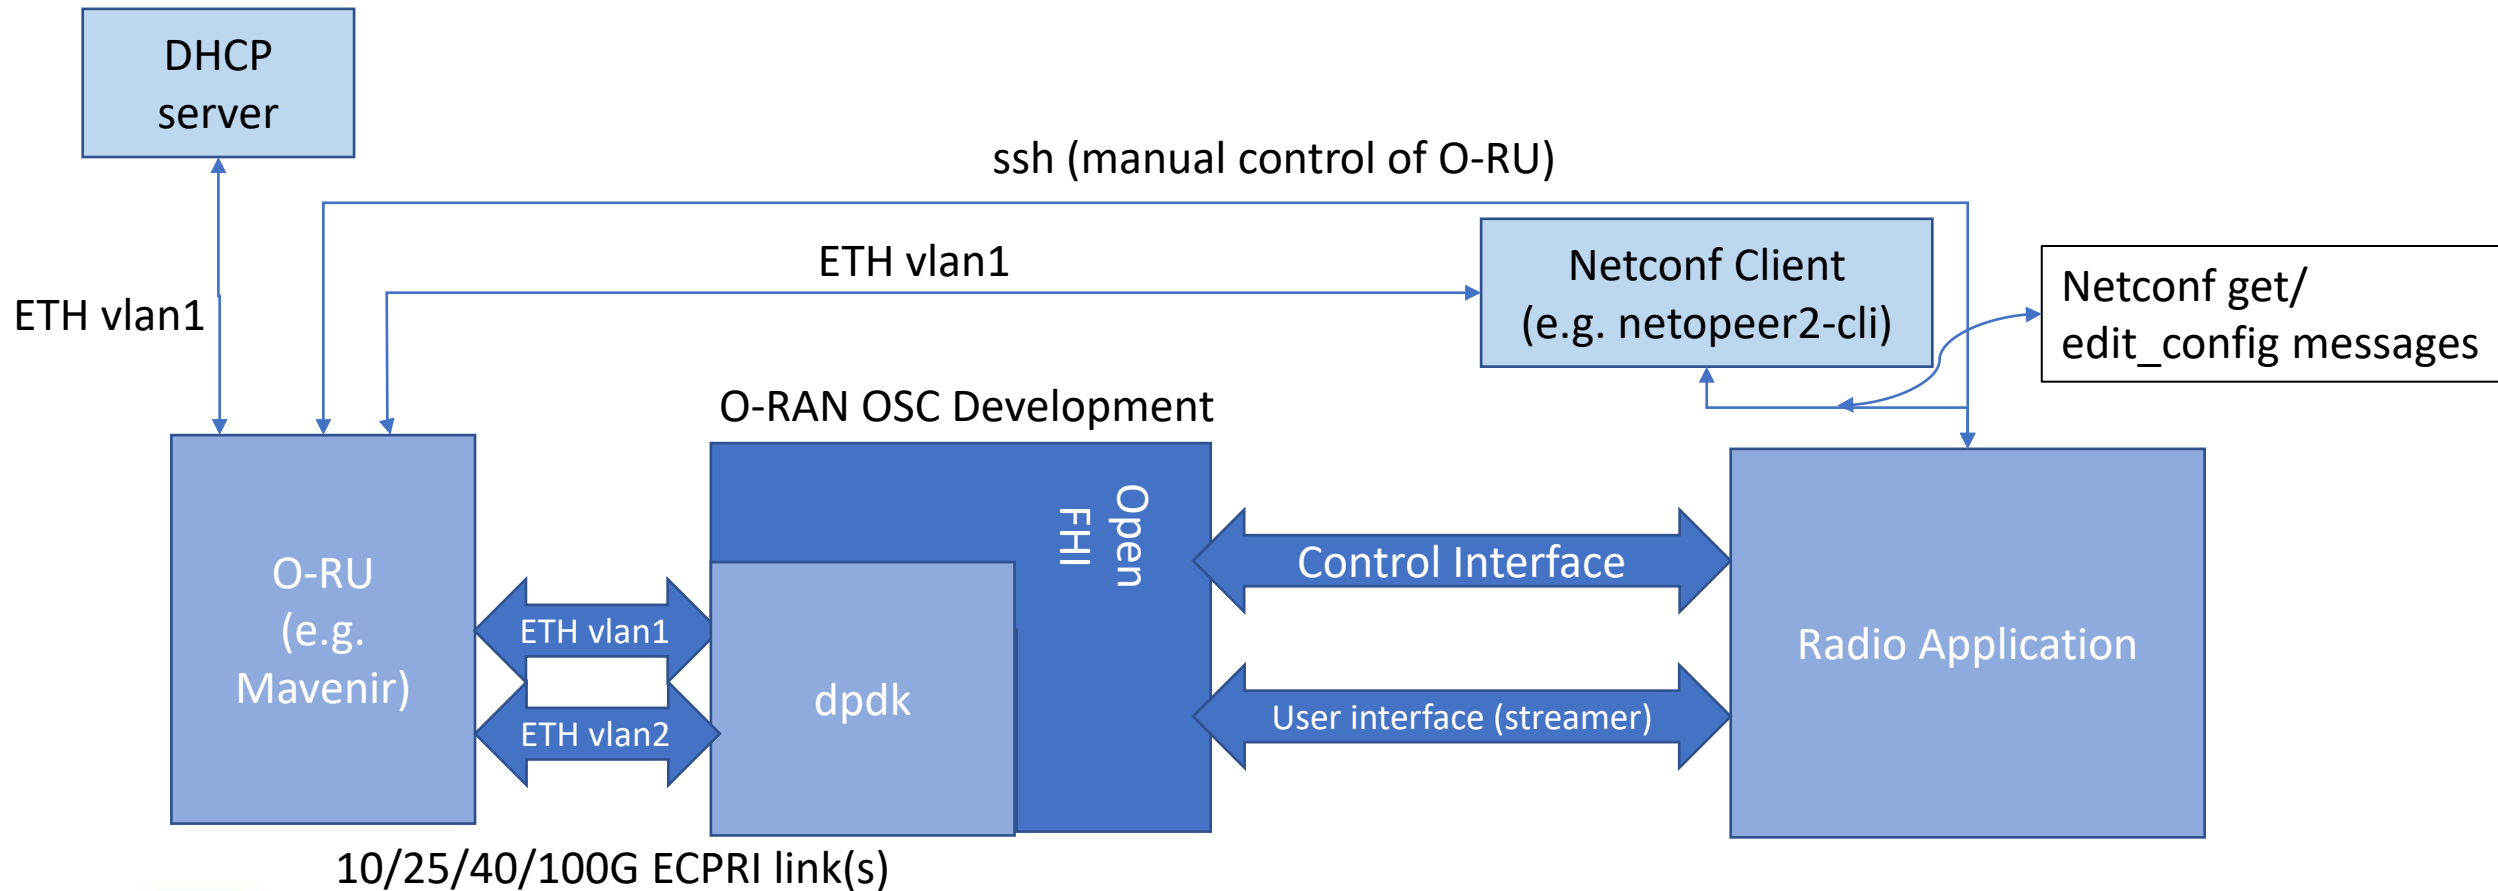 DHCP
server
ssh (manual control of O-RU)
ETH vlan1
ETH vlan1
Netconf Client
(e.g. netopeer2-cli)
Netconf get/
edit_config messages
O-RAN OSC Development
Open
FHI
O-RU
(e.g.
Mavenir)
ETH vlan1
ETH vlan2
dpdk
Control Interface
User interface (streamer)
Radio Application
10/25/40/100G ECPRI link(s)